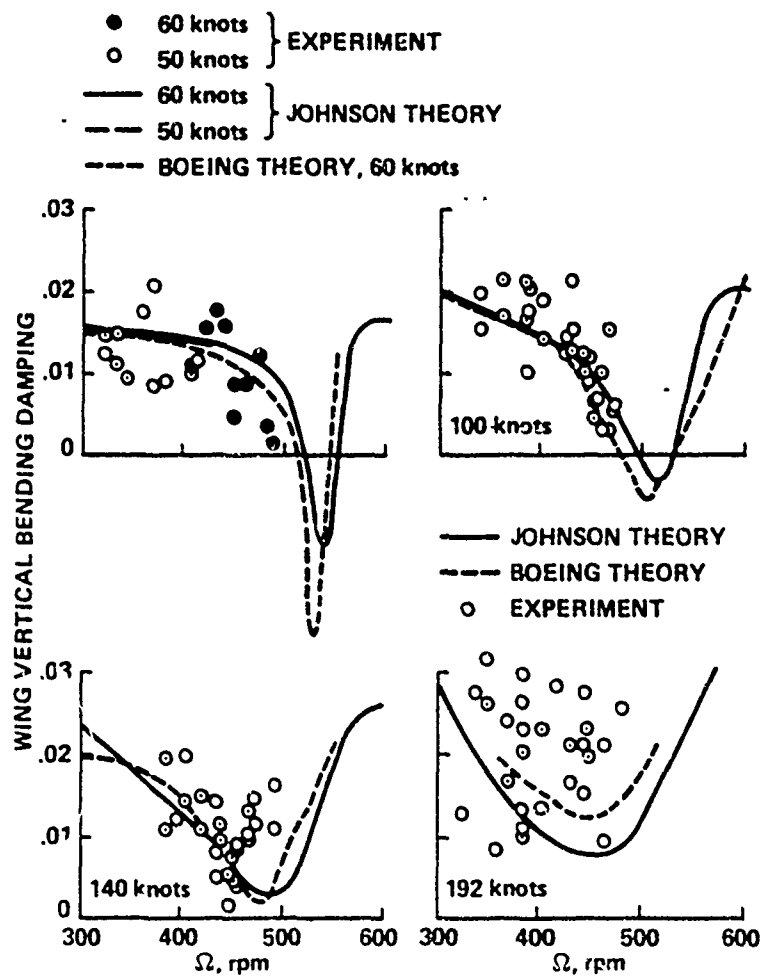 60 knots
50 knots
EXPERIMENT
60 knots
50 knots
JOHNSON THEORY
BOEING THEORY, 60 knots
WING VERTICAL BENDING DAMPING
.03
.02
.01
0
100 knots
JOHNSON THEORY
BOEING THEORY
EXPERIMENT
.03
.02
.01
0
140 knots
192 knots
300 400 500 600
300 400 500 600
Ω, rpm
Ω, rpm